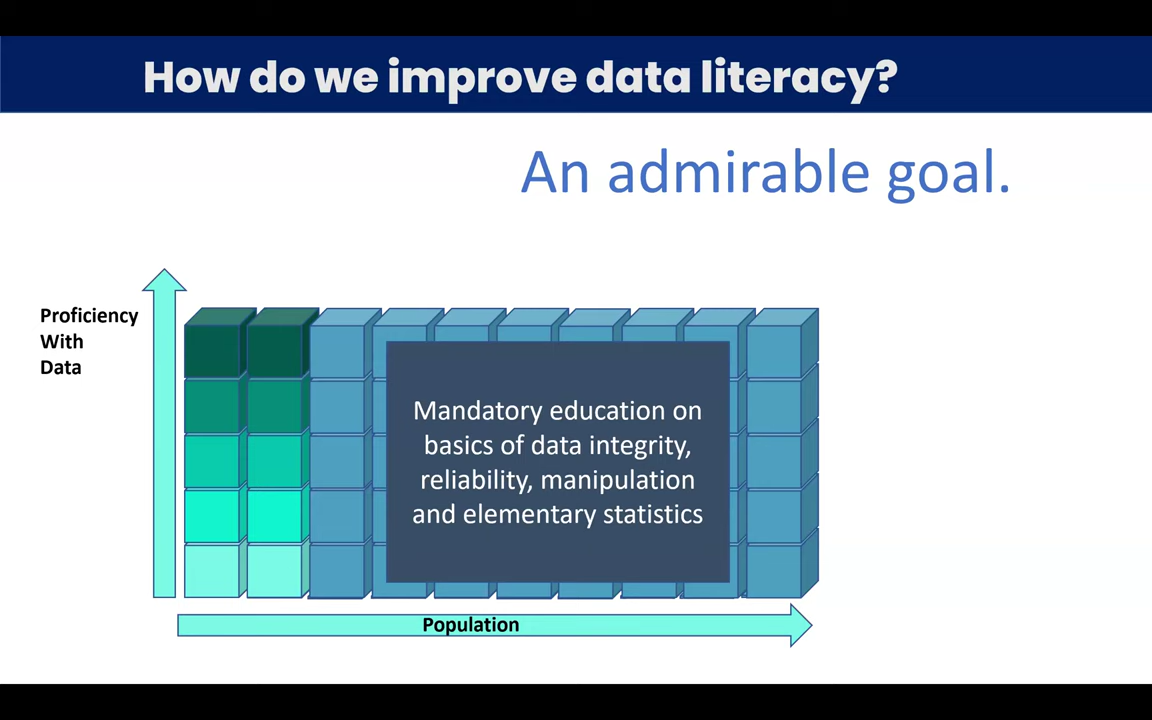 How do we improve data literacy?
An admirable goal.
Proficiency
With
Data
Mandatory education on
basics of data integrity,
reliability, manipulation
and elementary statistics
Population